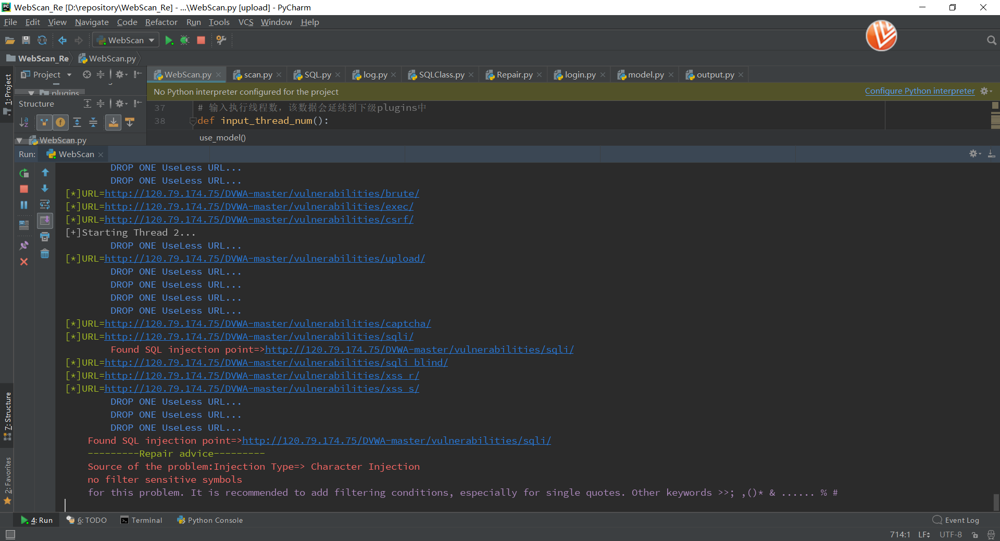 WebScan_Re [D:\repository\WebScan_Re] - ...\WebScan.py [upload] - PyCharm
File Edit View Navigate Code Refactor Run Tools VCS Window Help
WebScan
WebScan_Re WebScan.py
1: Project
Project
WebScan.py scan.py SQL.py log.py SQLClass.py Repair.py login.py model.py output.py
plugins
No Python interpreter configured for the project
Configure Python interpreter
Structure
37 # 输入执行线程数，该数据会延续到下级plugins中
38 def input_thread_num():
use_model()
WebScan.py
Run: WebScan
DROP ONE UseLess URL...
DROP ONE UseLess URL...
[*]URL=http://120.79.174.75/DVWA-master/vulnerabilities/brute/
[*]URL=http://120.79.174.75/DVWA-master/vulnerabilities/exec/
[*]URL=http://120.79.174.75/DVWA-master/vulnerabilities/csrf/
[+]Starting Thread 2...
DROP ONE UseLess URL...
[*]URL=http://120.79.174.75/DVWA-master/vulnerabilities/upload/
DROP ONE UseLess URL...
DROP ONE UseLess URL...
DROP ONE UseLess URL...
DROP ONE UseLess URL...
[*]URL=http://120.79.174.75/DVWA-master/vulnerabilities/captcha/
[*]URL=http://120.79.174.75/DVWA-master/vulnerabilities/sqli/
Found SQL injection point=>http://120.79.174.75/DVWA-master/vulnerabilities/sqli/
[*]URL=http://120.79.174.75/DVWA-master/vulnerabilities/sqli_blind/
[*]URL=http://120.79.174.75/DVWA-master/vulnerabilities/xss_r/
[*]URL=http://120.79.174.75/DVWA-master/vulnerabilities/xss_s/
DROP ONE UseLess URL...
DROP ONE UseLess URL...
DROP ONE UseLess URL...
Found SQL injection point=>http://120.79.174.75/DVWA-master/vulnerabilities/sqli/
---------Repair advice---------
Source of the problem:Injection Type=> Character Injection
no filter sensitive symbols
for this problem. It is recommended to add filtering conditions, especially for single quotes. Other keywords >>; ,()* & ...... % #
7: Structure
2: Favorites
4: Run 6: TODO Terminal Python Console
Event Log
714:1 LF UTF-8